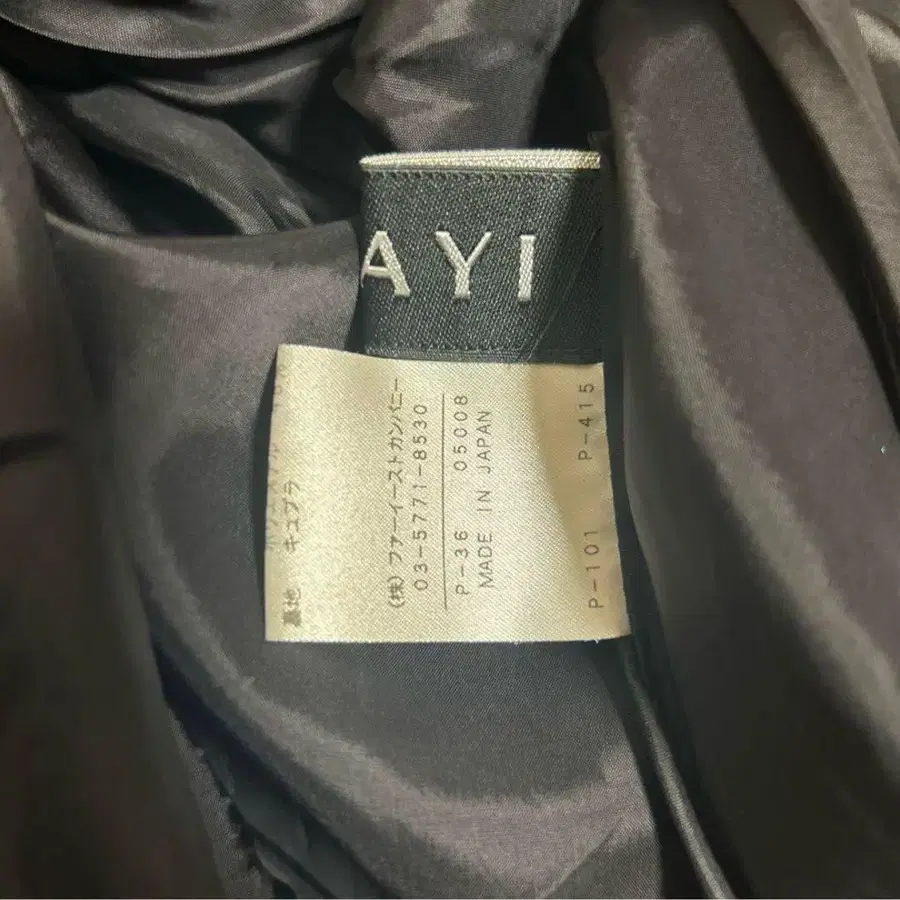 AYI
裏地 キュプラ
(株) ファーイーストカンパニー
03-5771-8530
P-36 05008
MADE IN JAPAN
P-101 P-415